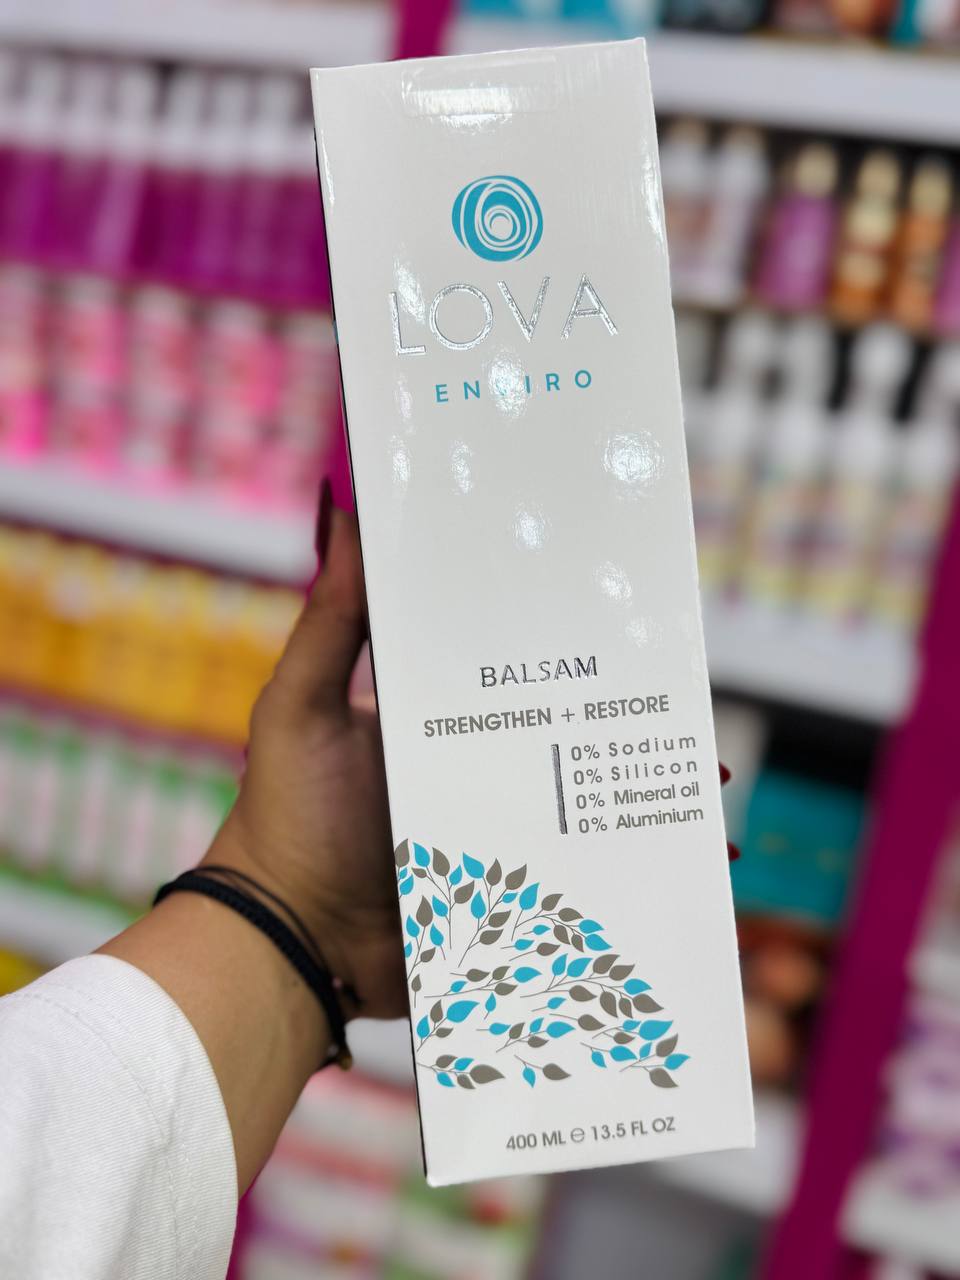 LOVA
ENVIRO
BALSAM
STRENGTHEN + RESTORE
0% Sodium
0% Silicon
0% Mineral oil
0% Aluminium
400 ML ℮ 13.5 FL OZ